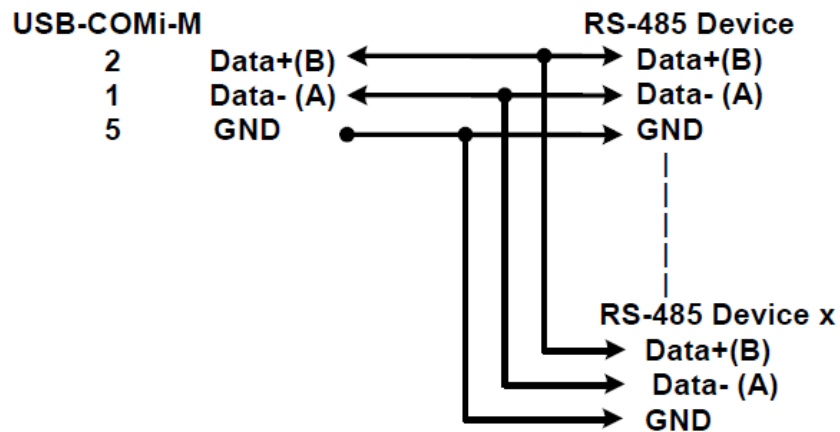 USB-COMi-M RS-485 Device
2 Data+(B) Data+(B)
1 Data- (A) Data- (A)
5 GND GND
RS-485 Device x
Data+(B)
Data- (A)
GND